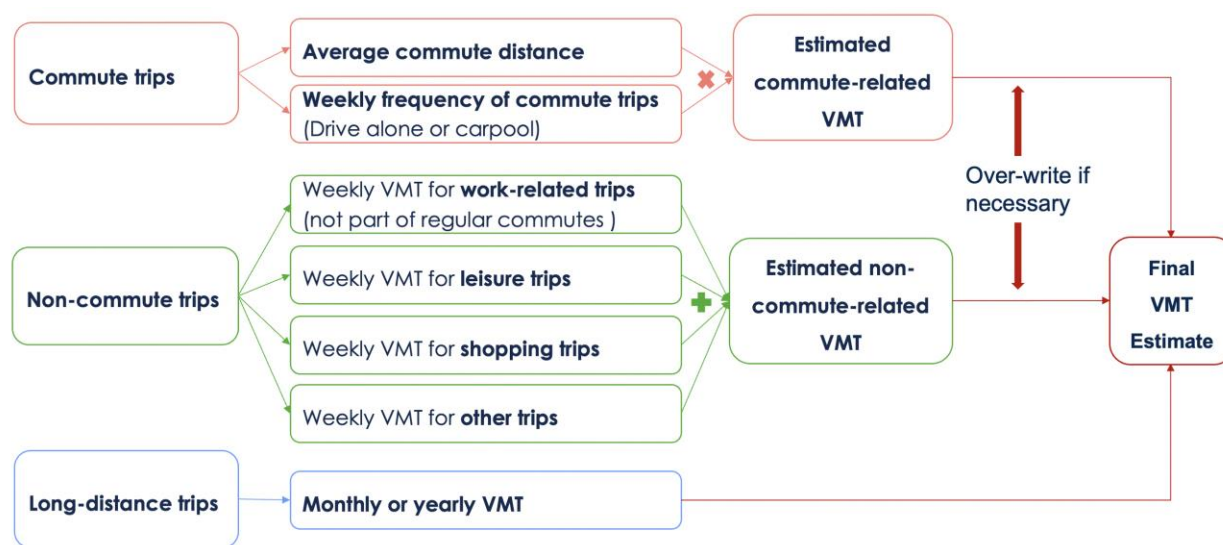 Commute trips
Average commute distance
Weekly frequency of commute trips
(Drive alone or carpool)
Estimated
commute-related
VMT
Over-write if
necessary
Non-commute trips
Weekly VMT for work-related trips
(not part of regular commutes )
Weekly VMT for leisure trips
Weekly VMT for shopping trips
Weekly VMT for other trips
Estimated non-
commute-related
VMT
Final
VMT
Estimate
Long-distance trips
Monthly or yearly VMT